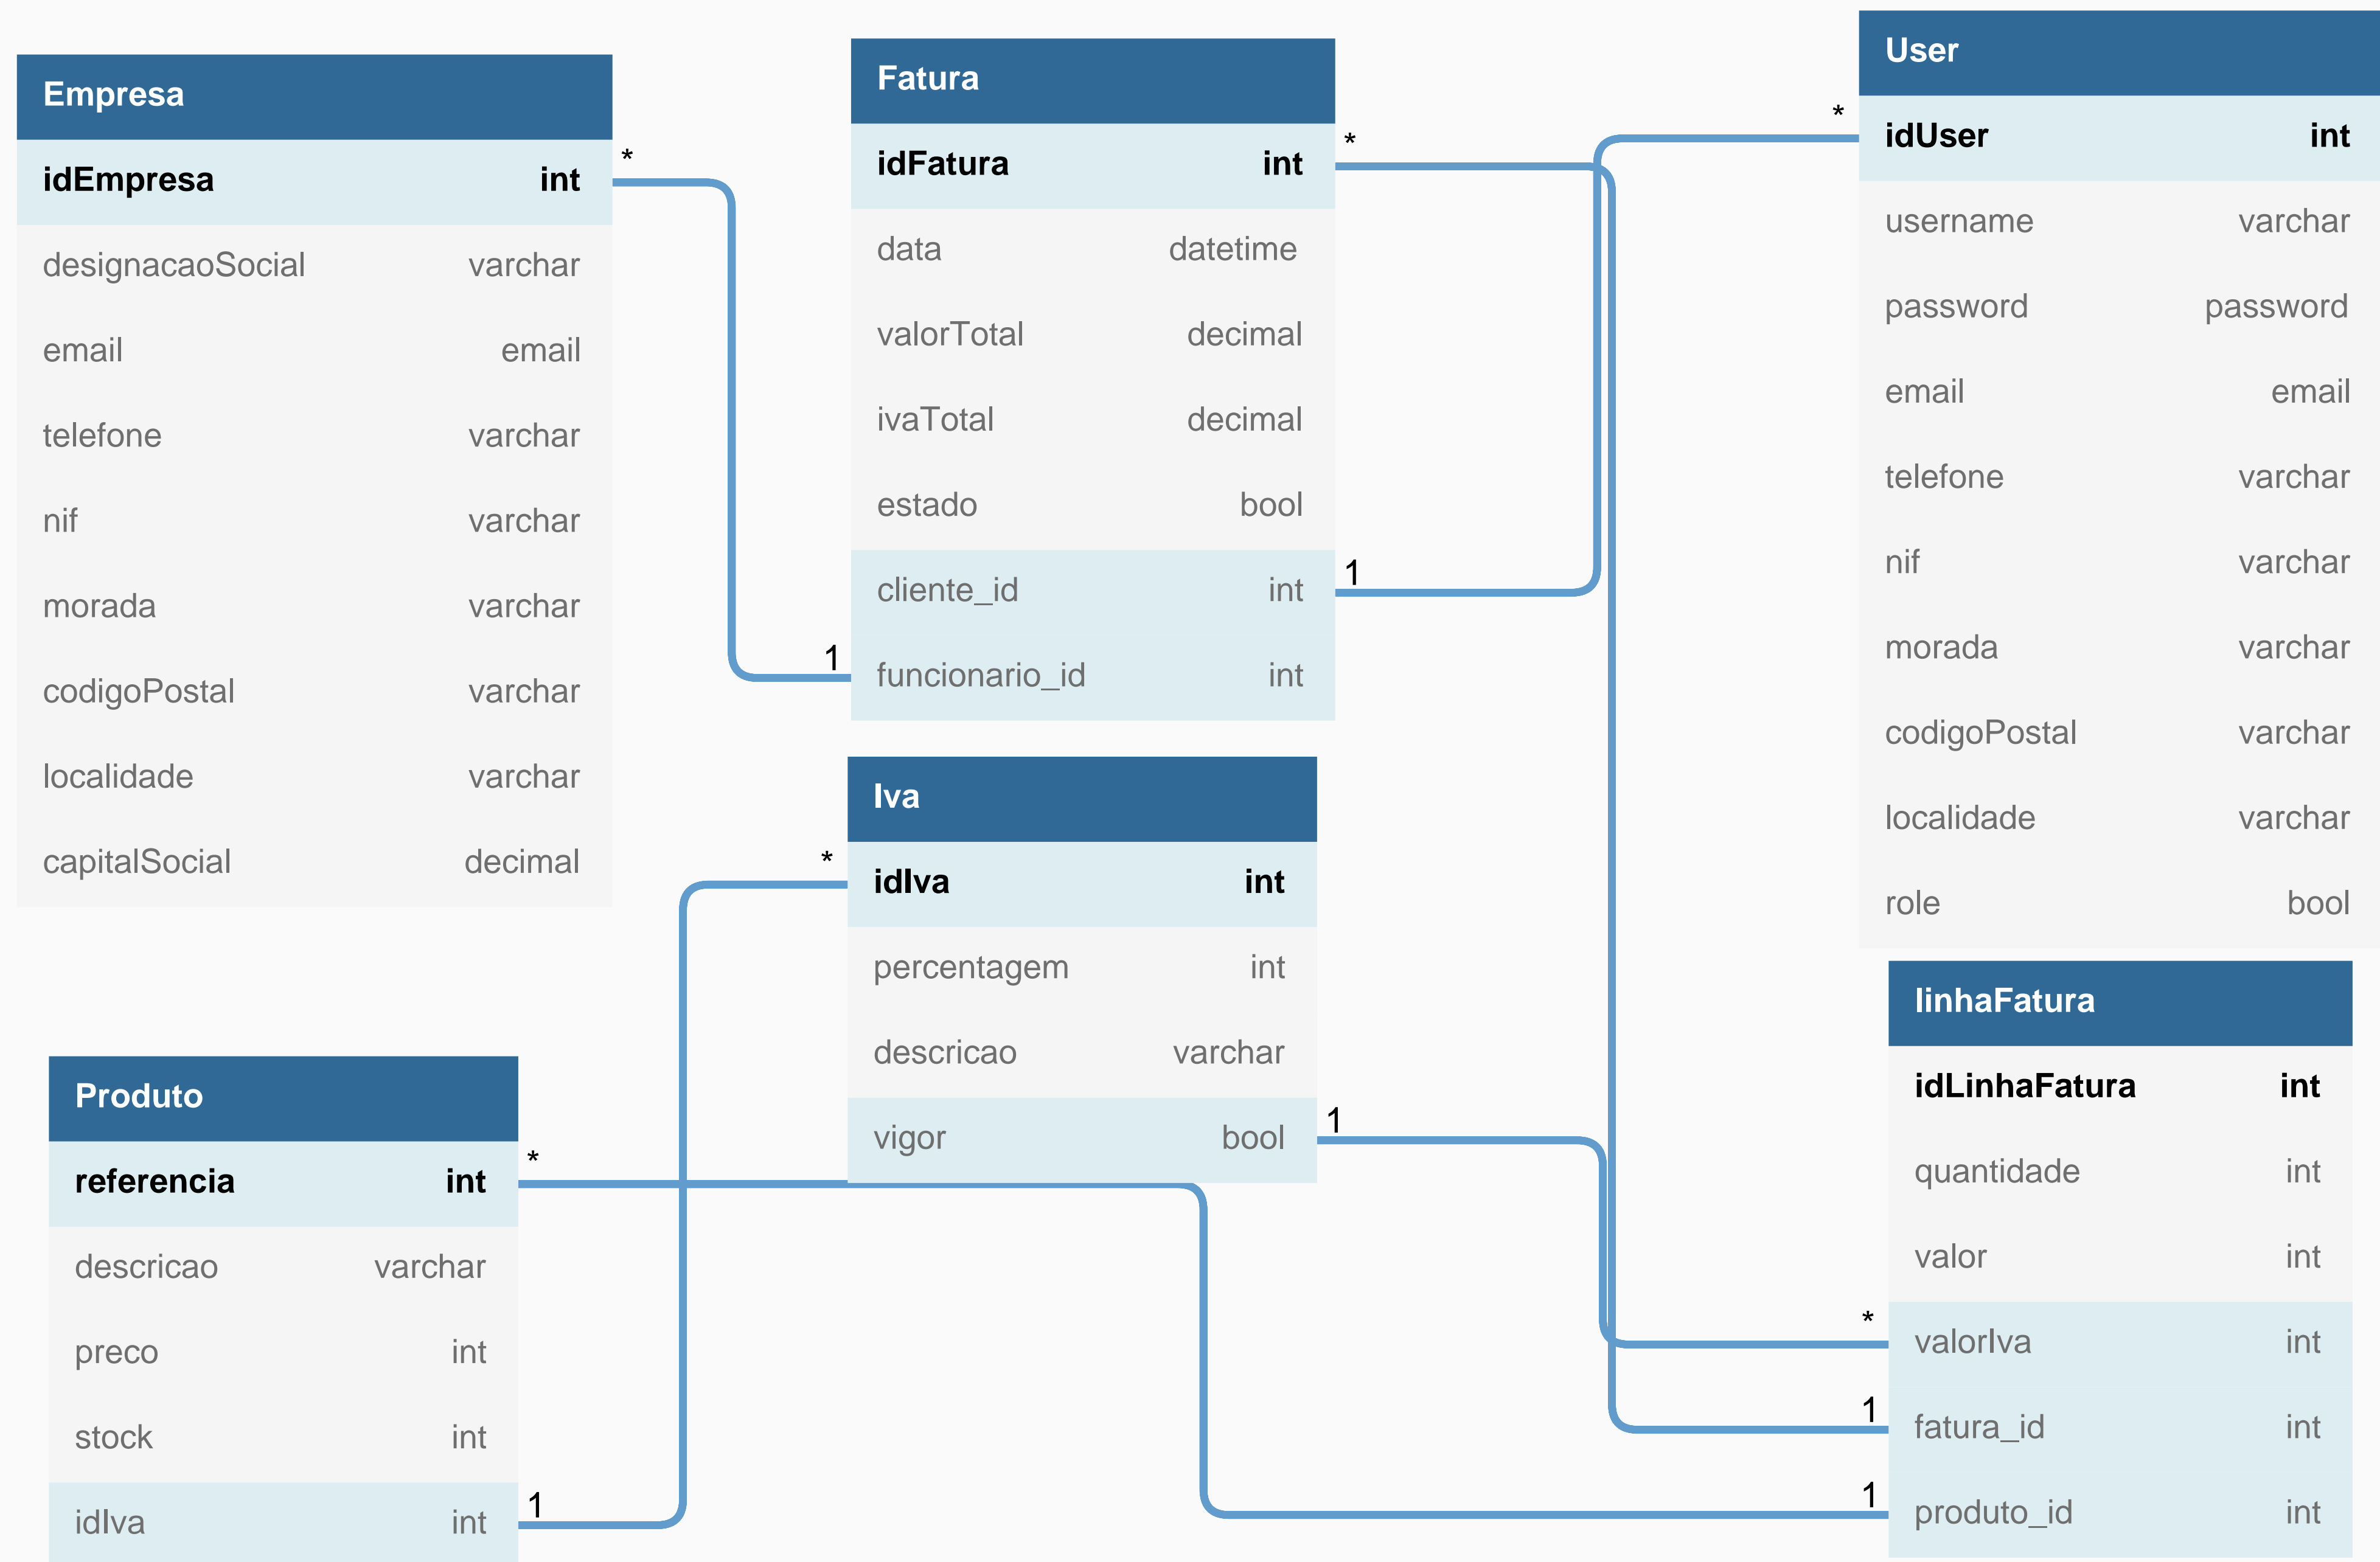 Empresa
idEmpresa int
designacaoSocial varchar
email email
telefone varchar
nif varchar
morada varchar
codigoPostal varchar
localidade varchar
capitalSocial decimal
*
Fatura
idFatura int
data datetime
valorTotal decimal
ivaTotal decimal
estado bool
cliente_id int
funcionario_id int
*
1
1
User
idUser int
username varchar
password password
email email
telefone varchar
nif varchar
morada varchar
codigoPostal varchar
localidade varchar
role bool
*
Iva
idIva int
percentagem int
descricao varchar
vigor bool
*
1
Produto
referencia int
descricao varchar
preco int
stock int
idIva int
*
1
linhaFatura
idLinhaFatura int
quantidade int
valor int
valorIva int
fatura_id int
produto_id int
*
1
1